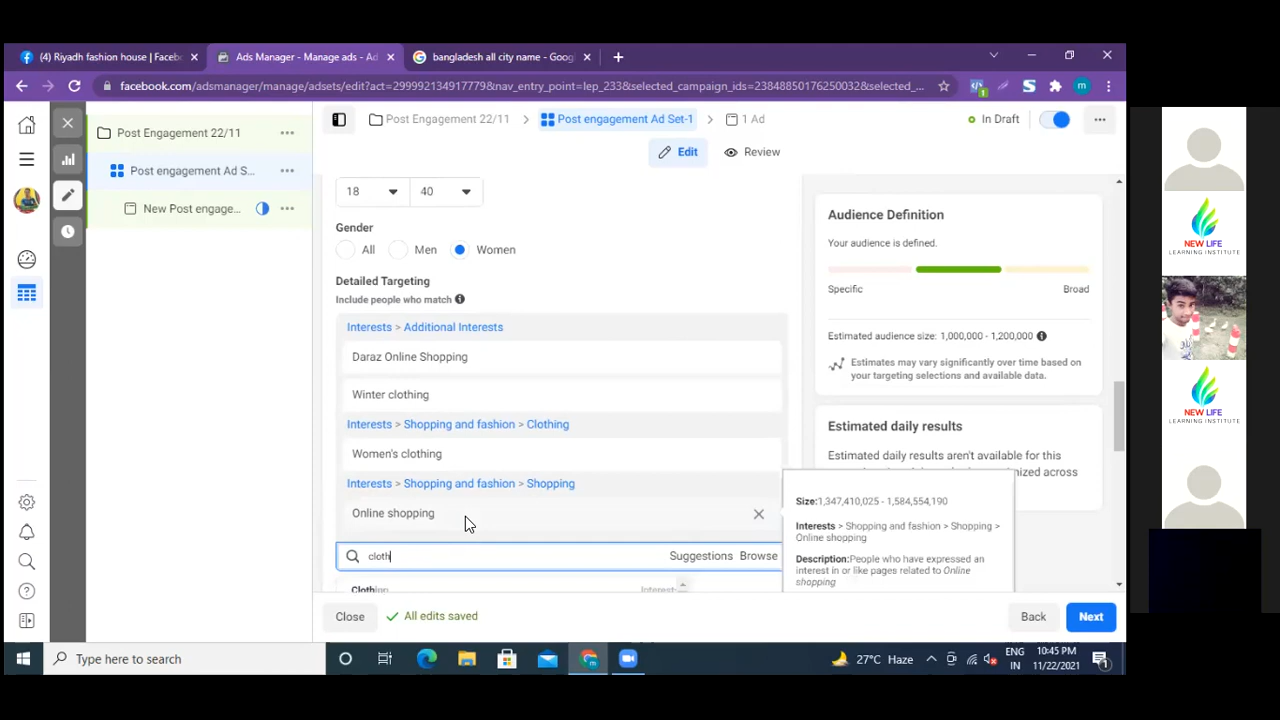 (4) Riyadh fashion house | Faceb
Ads Manager - Manage ads - Ad
bangladesh all city name - Goog
facebook.com/adsmanager/manage/adsets/edit?act=2999213491777798&nav_entry_point=lep_233&selected_campaign_ids=23848850176250032&selected_...
Post Engagement 22/11
Post engagement Ad Set-1
1 Ad
In Draft
Edit
Review
Post Engagement 22/11
Post engagement Ad S...
New Post engage...
18
40
Gender
All
Men
Women
Detailed Targeting
Include people who match
Interests > Additional Interests
Daraz Online Shopping
Winter clothing
Interests > Shopping and fashion > Clothing
Women's clothing
Interests > Shopping and fashion > Shopping
Online shopping
cloth
Suggestions
Browse
Clothing
Interests
Audience Definition
Your audience is defined.
Specific
Broad
Estimated audience size: 1,000,000 - 1,200,000
Estimates may vary significantly over time based on
your targeting selections and available data.
Estimated daily results
Estimated daily results aren't available for this
Size:1,347,410,025 - 1,584,554,190
Interests > Shopping and fashion > Shopping >
Online shopping
Description:People who have expressed an
interest in or like pages related to Online
shopping
Close
All edits saved
Back
Next
Type here to search
27°C Haze
ENG
IN
10:45 PM
11/22/2021
NEW LIFE
LEARNING INSTITUTE
NEW LIFE
LEARNING INSTITUTE